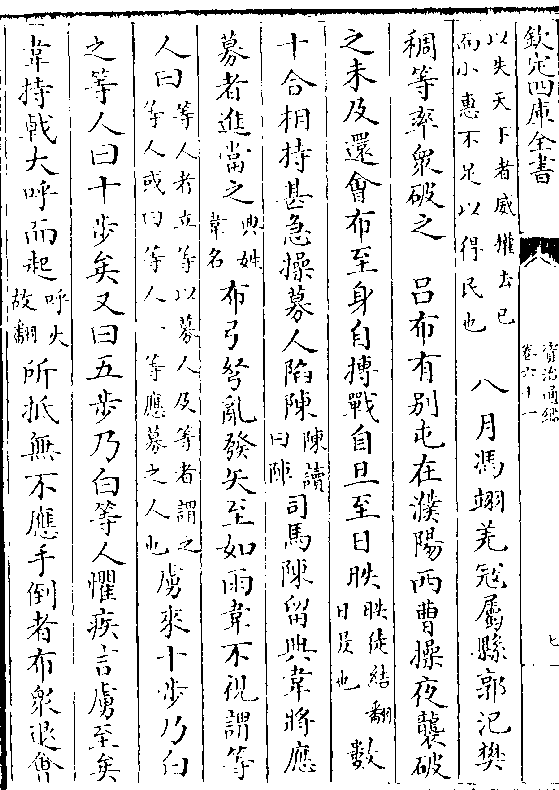 欽定四庫全書
資治通鑑
卷六十一
七
以失天下者威權去已
而小惠不足以得民也
八月馮翊羌冦屬縣郭汜樊
稠等率衆破之　呂布有别屯在濮陽西曹操夜襲破
之未及還會布至身自搏戰自旦至日昳
昳徒結翻
日昃也
數
十合相持甚急操募人陷陳
陳讀
曰陣
司馬陳留典韋將應
募者進當之
典姓
韋名
布弓弩亂發矢至如雨韋不視謂等
人曰
等人者立等以募人及等者謂之
等人或曰等人一等應募之人也
虜來十步乃白
之等人曰十步矣又曰五步乃白等人懼疾言虜至矣
韋持戟大呼而起
呼火
故翻
所抵無不應手倒者布衆退會